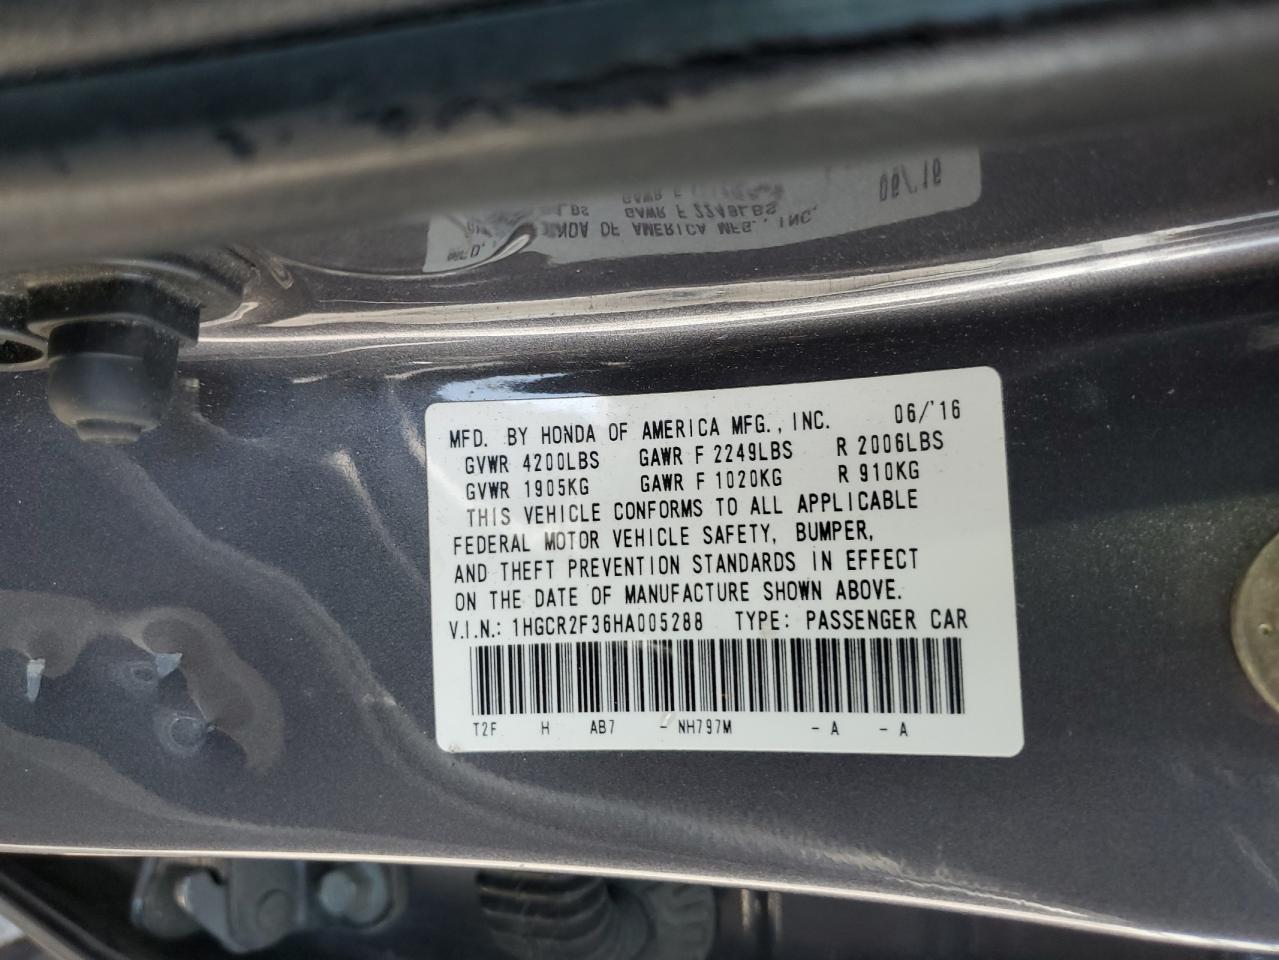 MFD. BY HONDA OF AMERICA MFG., INC. 06/'16
GVWR 4200LBS GAWR F 2249LBS R 2006LBS
GVWR 1905KG GAWR F 1020KG R 910KG
THIS VEHICLE CONFORMS TO ALL APPLICABLE
FEDERAL MOTOR VEHICLE SAFETY, BUMPER,
AND THEFT PREVENTION STANDARDS IN EFFECT
ON THE DATE OF MANUFACTURE SHOWN ABOVE.
V.I.N.: 1HGCR2F36HA005288 TYPE: PASSENGER CAR
T2F H AB7 - NH797M - A - A